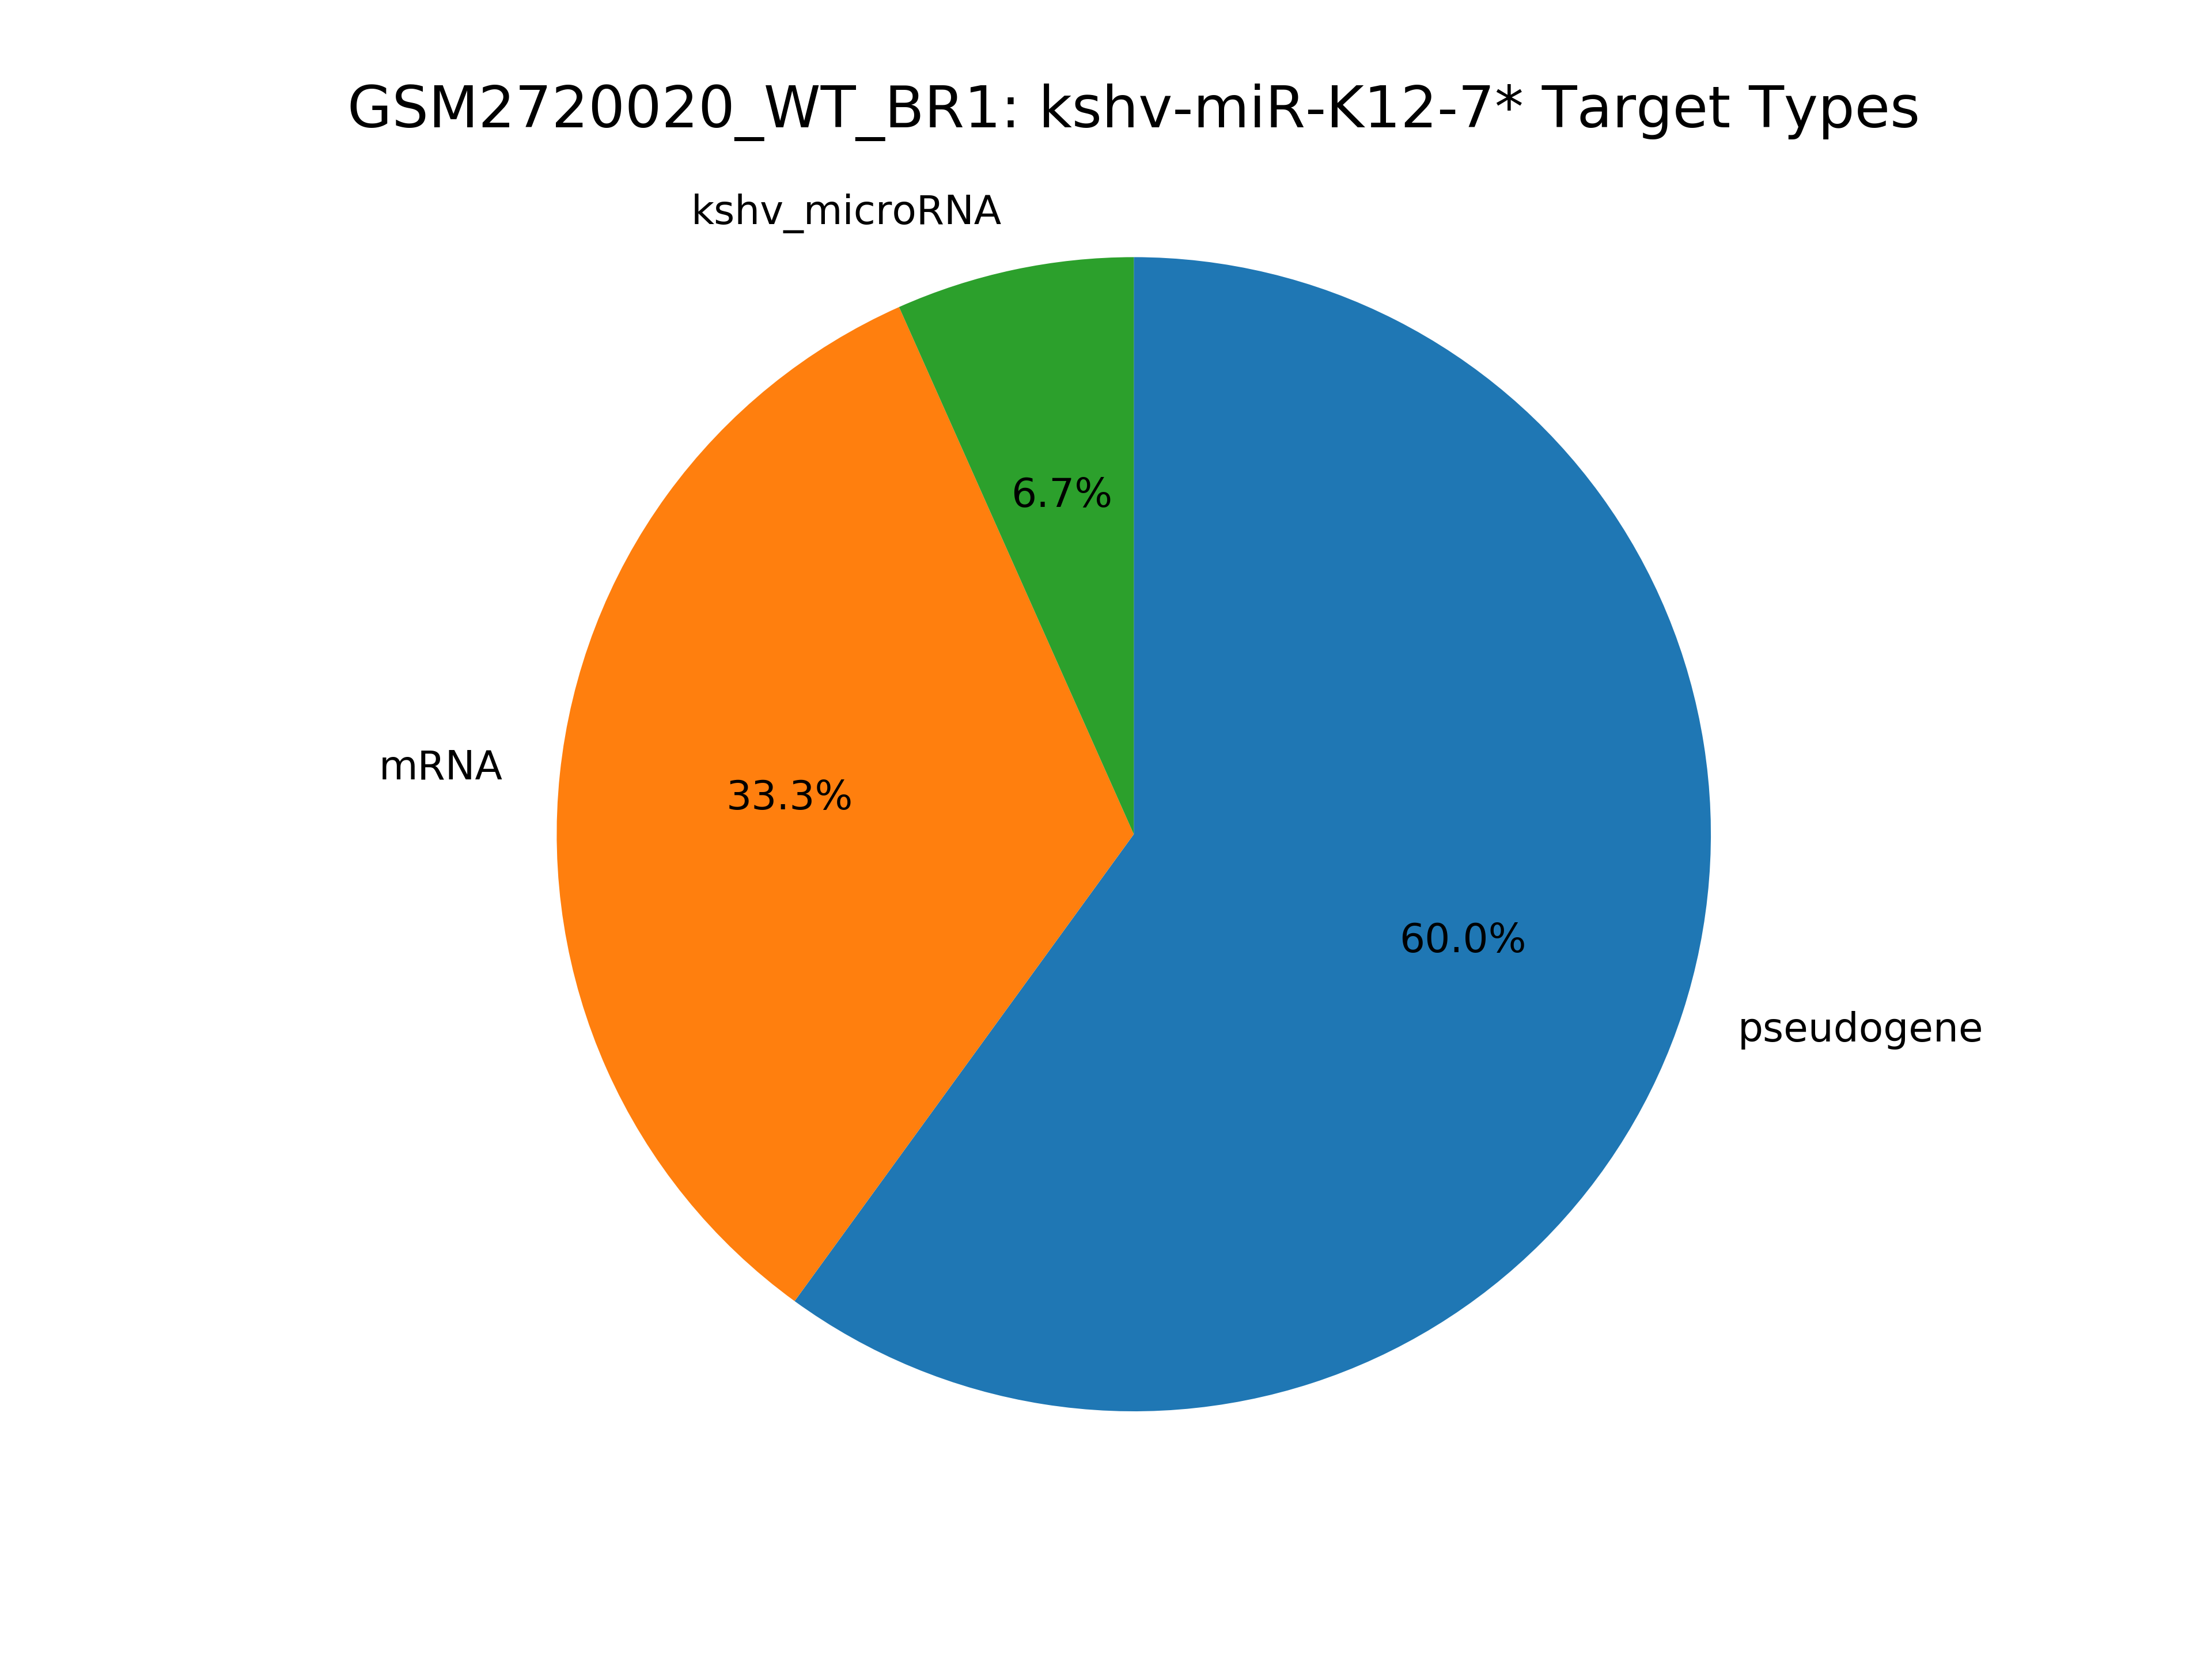 GSM2720020_WT_BR1: kshv-miR-K12-7* Target Types
kshv_microRNA
6.7%
mRNA
33.3%
60.0%
pseudogene